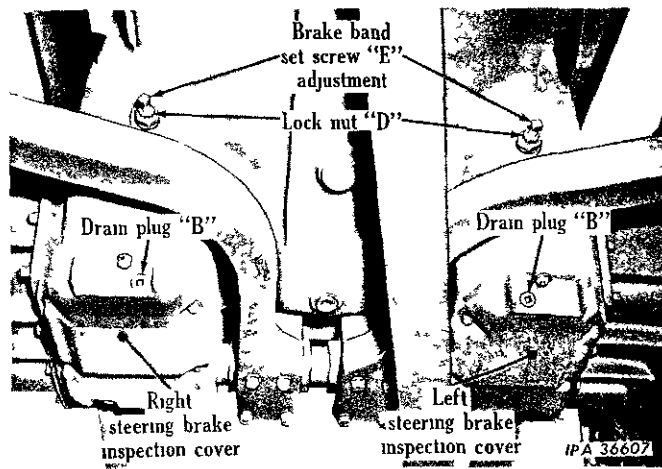 Brake band
set screw “E”
adjustment
Lock nut “D”
Drain plug “B”
Drain plug “B”
Right
steering brake
inspection cover
Left
steering brake
inspection cover
IPA 36607